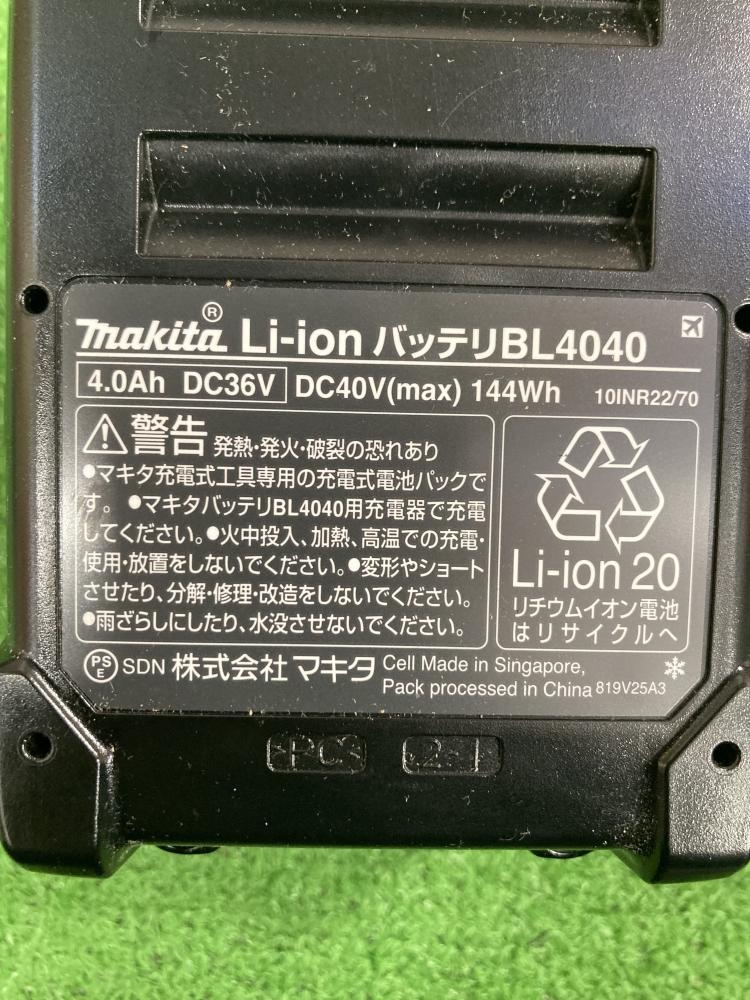 makita® Li-ion バッテリBL4040
4.0Ah DC36V DC40V(max) 144Wh 10INR22/70
警告 発熱・発火・破裂の恐れあり
●マキタ充電式工具専用の充電式電池パックで
す。●マキタバッテリBL4040用充電器で充電
してください。●火中投入、加熱、高温での充電・
使用・放置をしないでください。●変形やショート
させたり、分解・修理・改造をしないでください。
●雨ざらしにしたり、水没させないでください。
Li-ion 20
リチウムイオン電池
はリサイクルへ
PSE SDN 株式会社 マキタ
Cell Made in Singapore,
Pack processed in China 819V25A3
PC 2-1